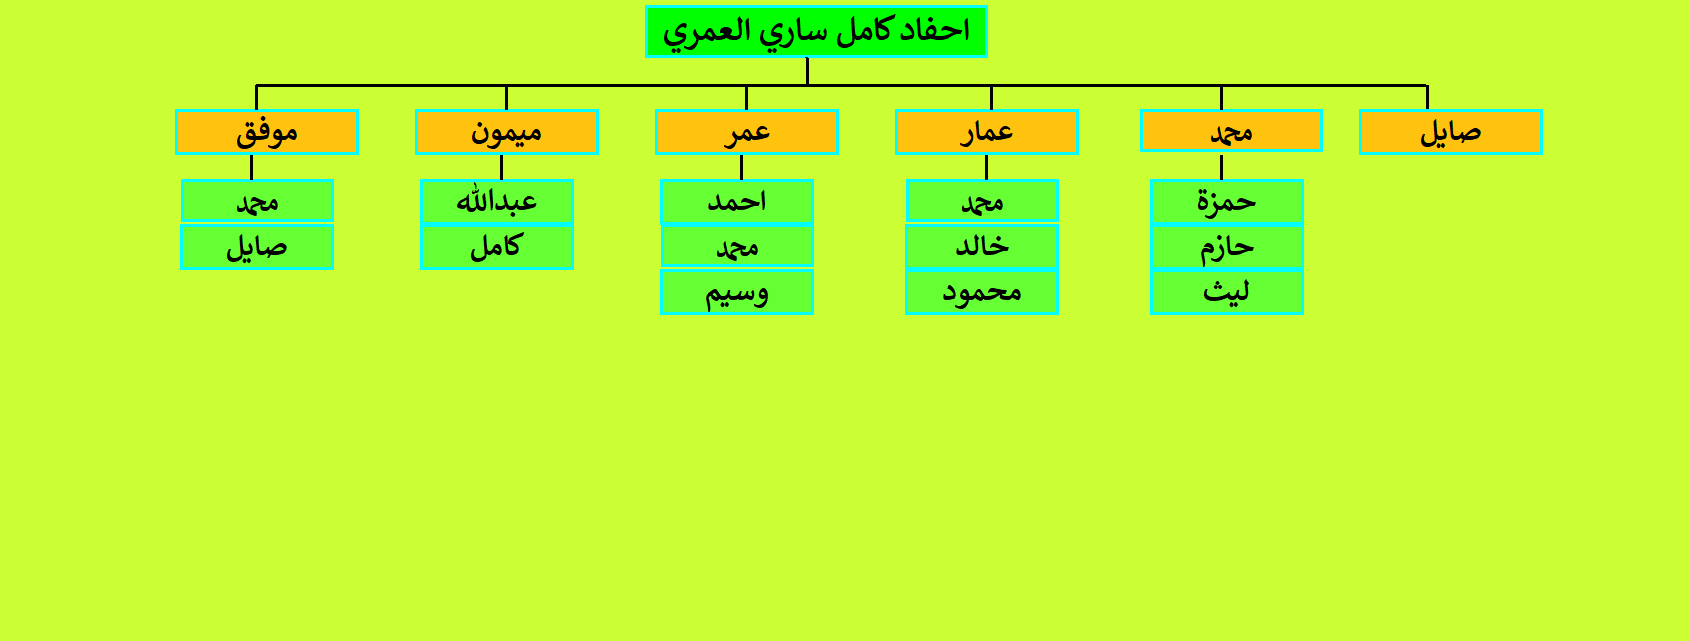 احفاد كامل ساري العمري
صايل
محمد
عمار
عمر
ميمون
موفق
حمزة
حازم
ليث
محمد
خالد
محمود
احمد
محمد
وسيم
عبدالله
كامل
محمد
صايل